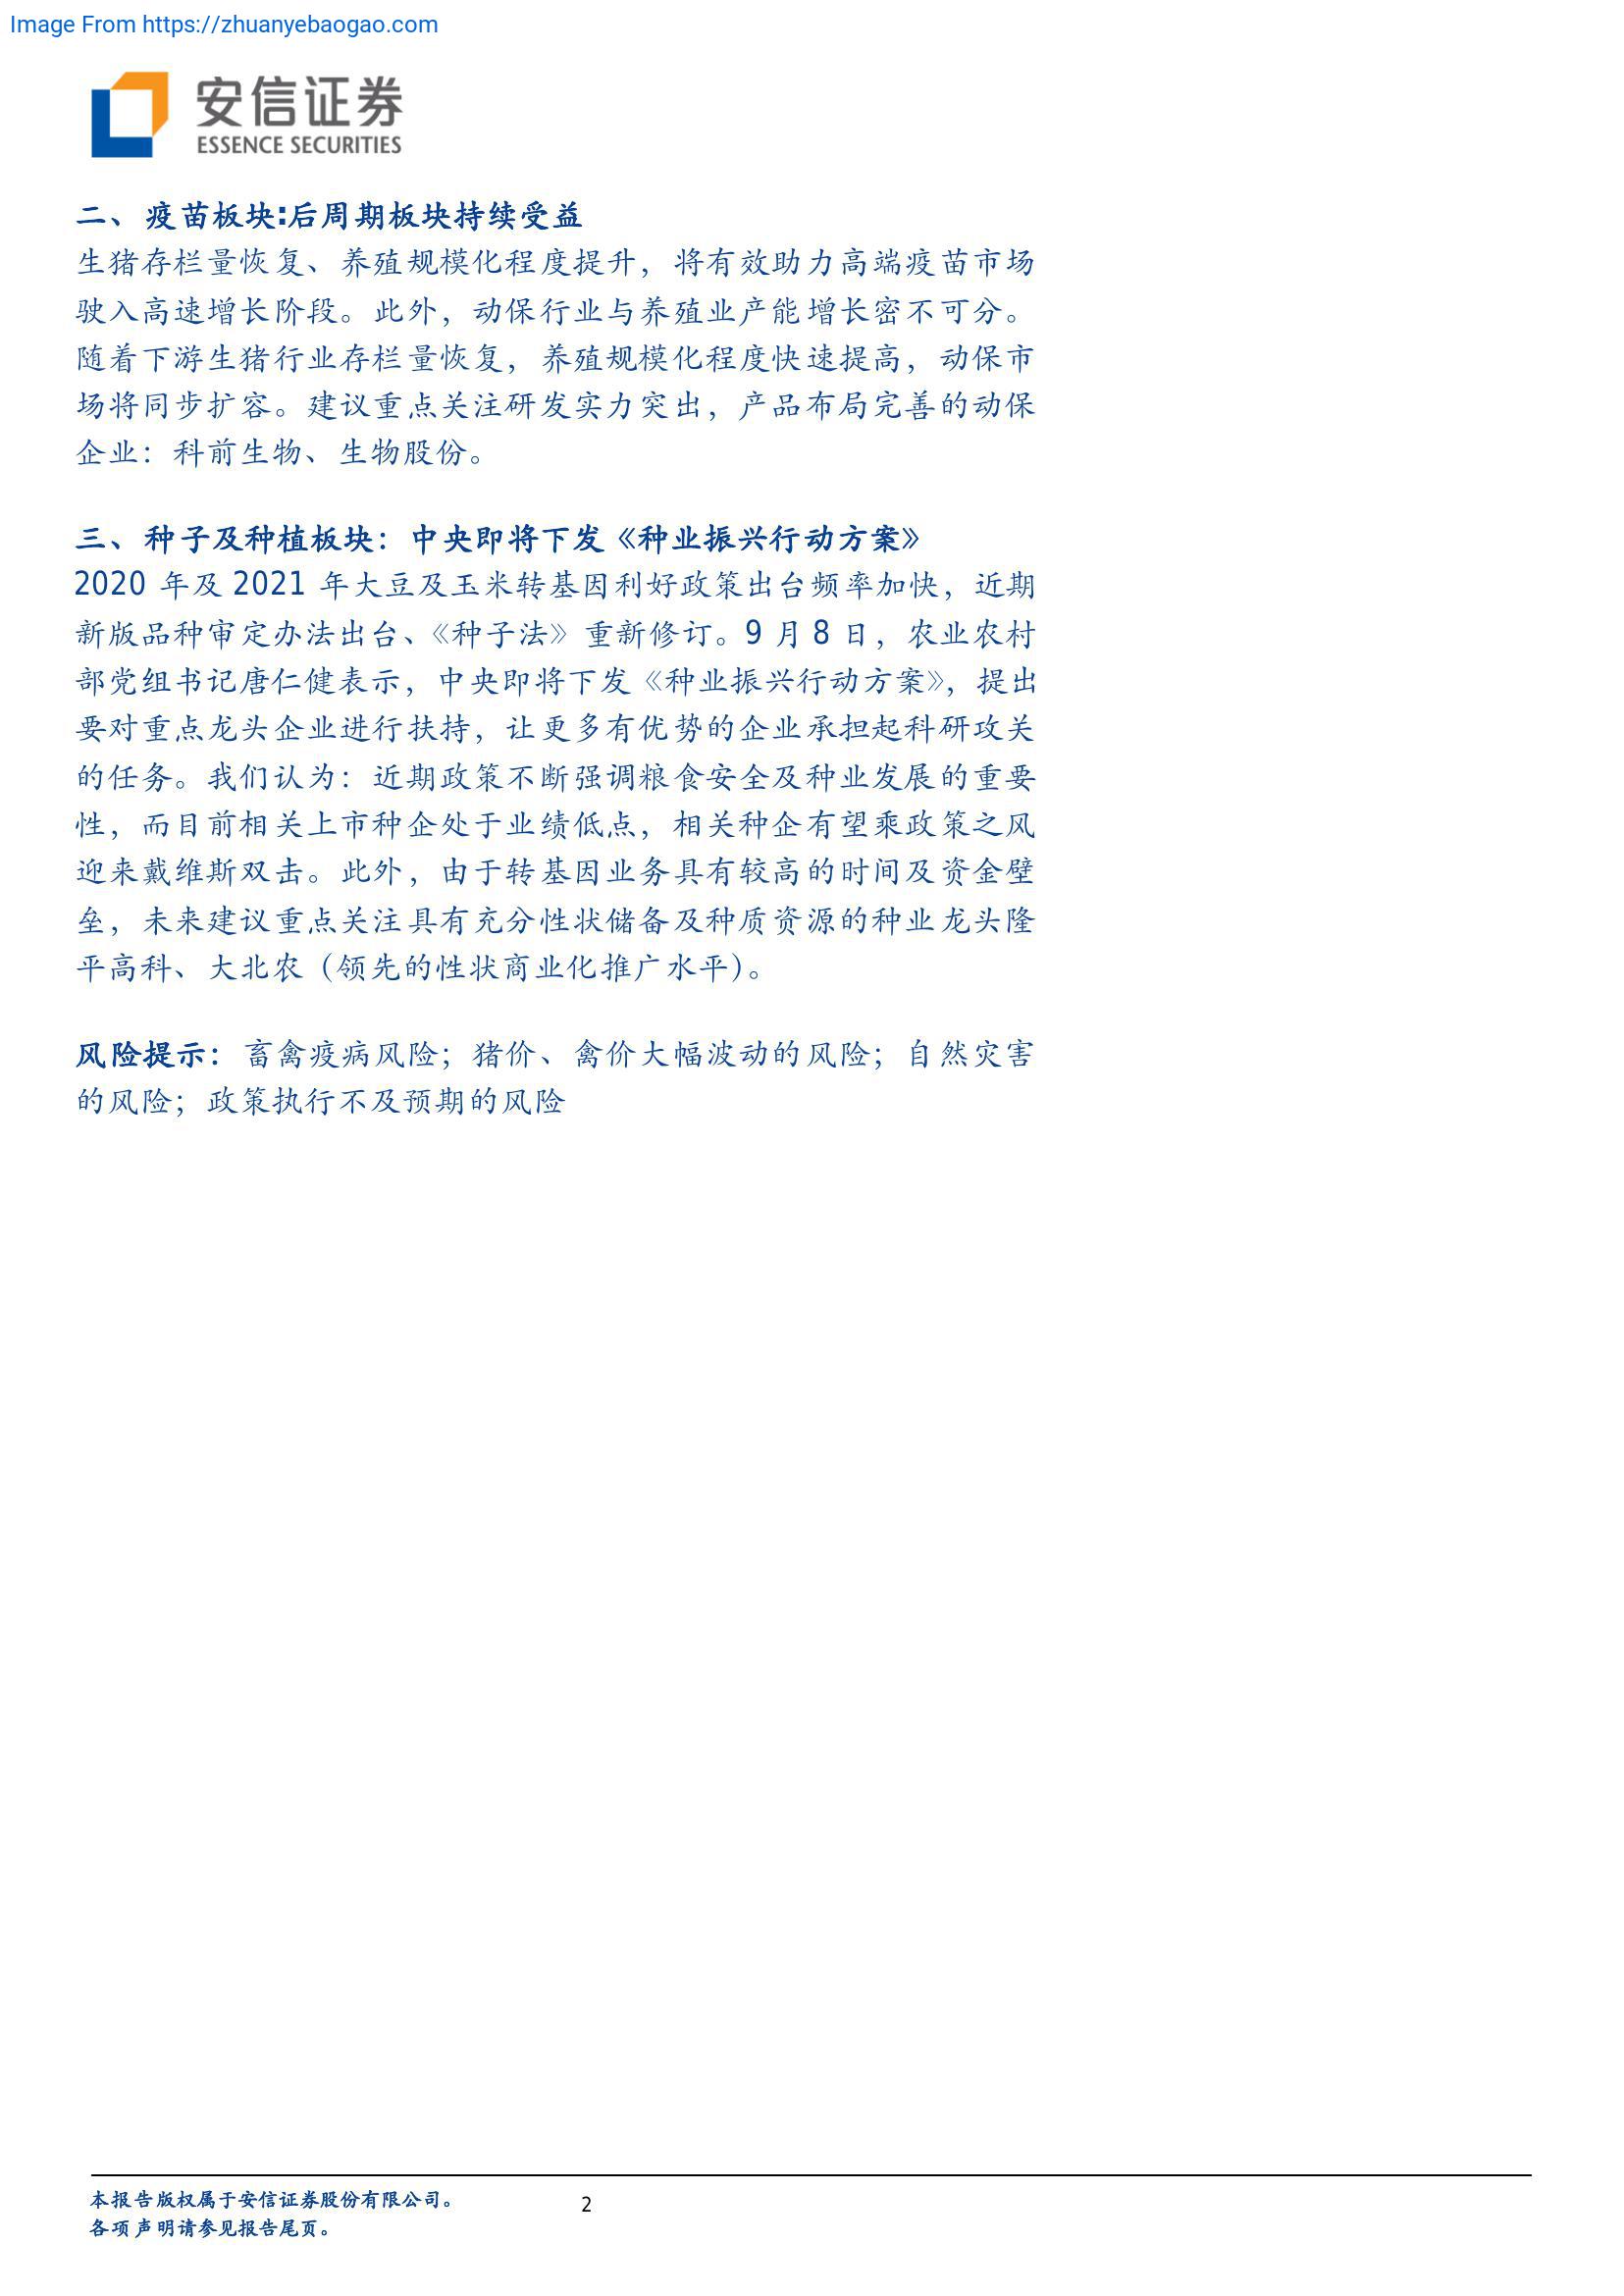 Image From https://zhuanyebaogao.com
安信证券
ESSENCE SECURITIES
二、疫苗板块:后周期板块持续受益
生猪存栏量恢复、养殖规模化程度提升，将有效助力高端疫苗市场
驶入高速增长阶段。此外，动保行业与养殖业产能增长密不可分。
随着下游生猪行业存栏量恢复，养殖规模化程度快速提高，动保市
场将同步扩容。建议重点关注研发实力突出，产品布局完善的动保
企业：科前生物、生物股份。
三、种子及种植板块：中央即将下发《种业振兴行动方案》
2020 年及 2021 年大豆及玉米转基因利好政策出台频率加快，近期
新版品种审定办法出台、《种子法》重新修订。9 月 8 日，农业农村
部党组书记唐仁健表示，中央即将下发《种业振兴行动方案》，提出
要对重点龙头企业进行扶持，让更多有优势的企业承担起科研攻关
的任务。我们认为：近期政策不断强调粮食安全及种业发展的重要
性，而目前相关上市种企处于业绩低点，相关种企有望乘政策之风
迎来戴维斯双击。此外，由于转基因业务具有较高的时间及资金壁
垒，未来建议重点关注具有充分性状储备及种质资源的种业龙头隆
平高科、大北农（领先的性状商业化推广水平）。
风险提示：畜禽疫病风险；猪价、禽价大幅波动的风险；自然灾害
的风险；政策执行不及预期的风险
本报告版权属于安信证券股份有限公司。
2
各项声明请参见报告尾页。